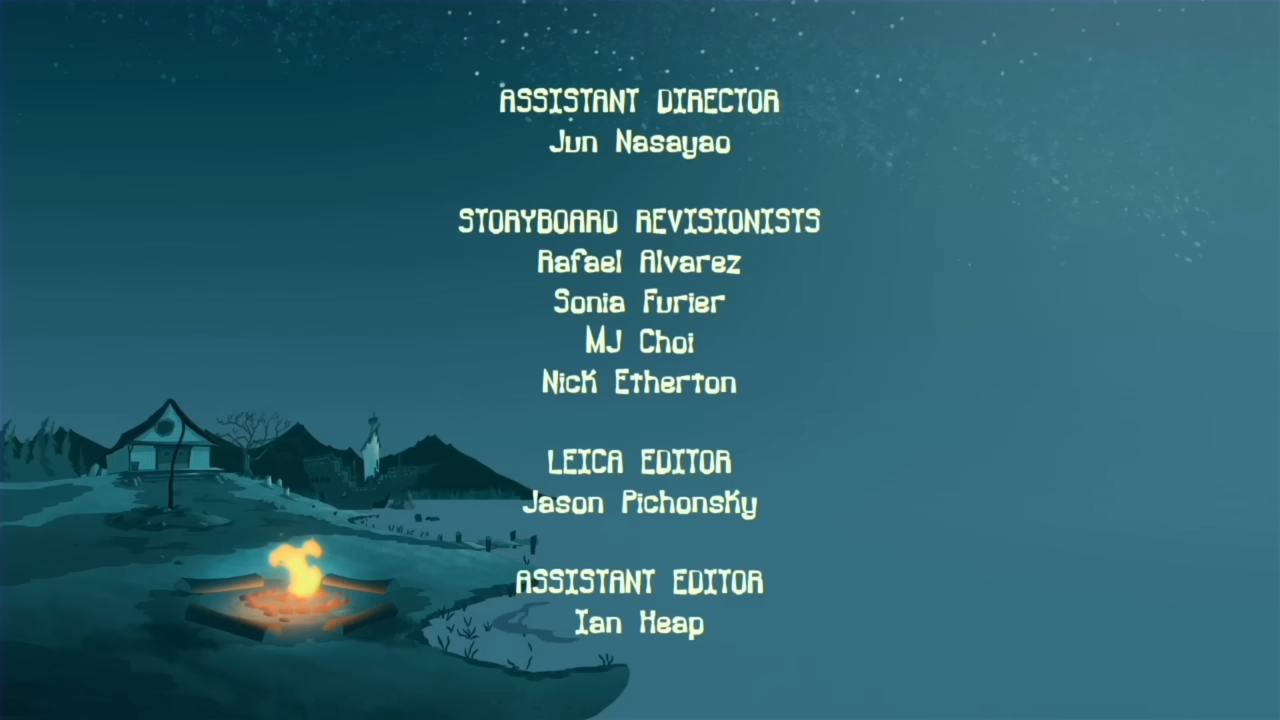 ASSISTANT DIRECTOR
Jun Nasayao
STORYBOARD REVISIONISTS
Rafael Alvarez
Sonia Furier
MJ Choi
Nick Etherton
LEICA EDITOR
Jason Pichonsky
ASSISTANT EDITOR
Ian Heap